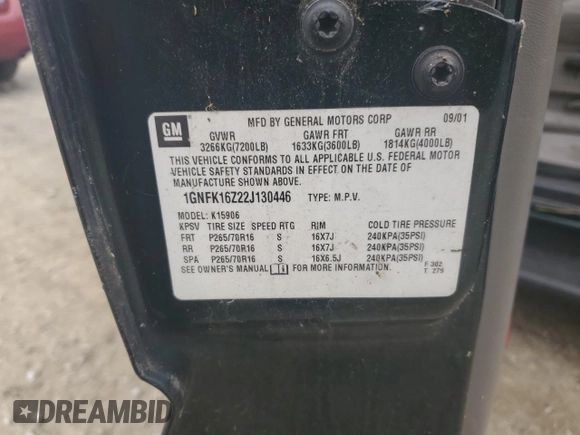 GM
MFD BY GENERAL MOTORS CORP 09/01
GVWR GAWR FRT GAWR RR
3266KG(7200LB) 1633KG(3600LB) 1814KG(4000LB)
THIS VEHICLE CONFORMS TO ALL APPLICABLE U.S. FEDERAL MOTOR
VEHICLE SAFETY STANDARDS IN EFFECT ON THE DATE OF
MANUFACTURE SHOWN ABOVE.
1GNFK16Z22J130446 TYPE: M.P.V.
MODEL: K15906
KPSV TIRE SIZE SPEED RTG RIM COLD TIRE PRESSURE
FRT P265/70R16 S 16X7J 240KPA(35PSI)
RR P265/70R16 S 16X7J 240KPA(35PSI)
SPA P265/70R16 S 16X6.5J 240KPA(35PSI)
SEE OWNER'S MANUAL i FOR MORE INFORMATION.
F 302
T 275
DREAMBID